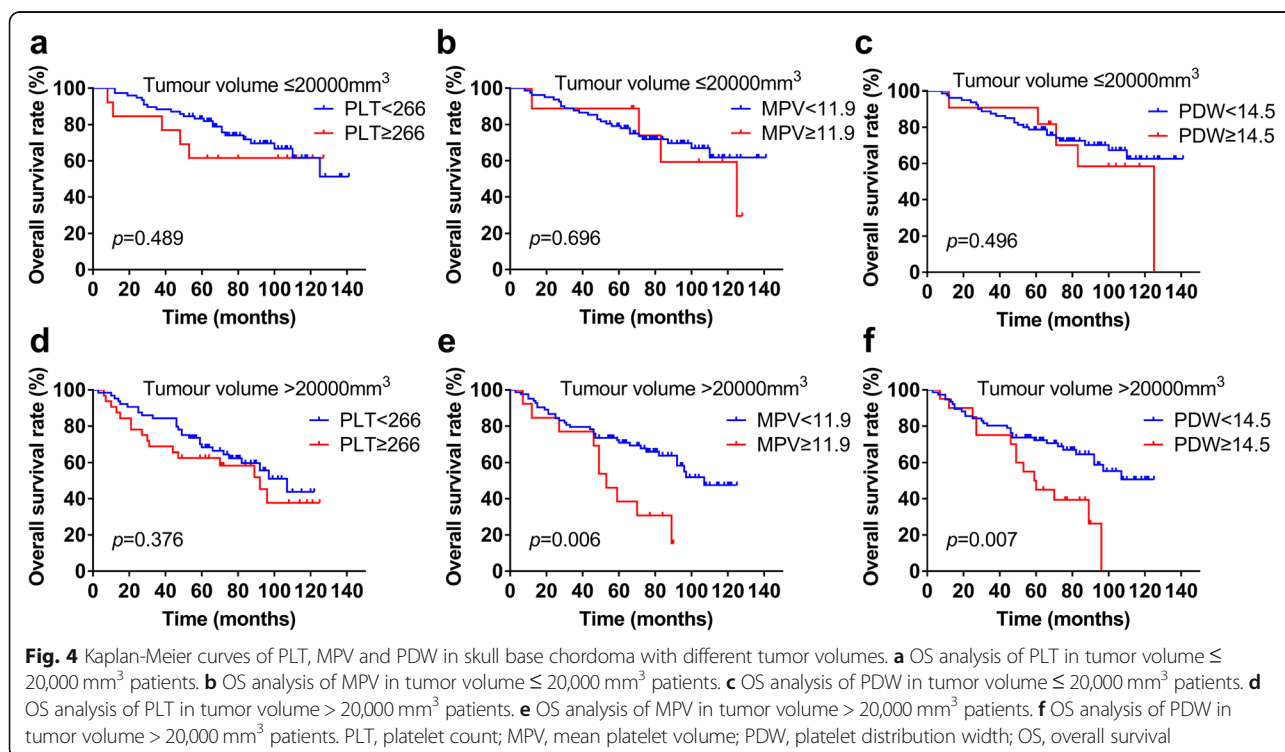 a
Tumour volume ≤20000mm³
PLT<266
PLT≥266
Overall survival rate (%)
100
80
60
40
20
0
p=0.489
0 20 40 60 80 100 120 140
Time (months)
b
Tumour volume ≤20000mm³
MPV<11.9
MPV≥11.9
Overall survival rate (%)
100
80
60
40
20
0
p=0.696
0 20 40 60 80 100 120 140
Time (months)
c
Tumour volume ≤20000mm³
PDW<14.5
PDW≥14.5
Overall survival rate (%)
100
80
60
40
20
0
p=0.496
0 20 40 60 80 100 120 140
Time (months)
d
Tumour volume >20000mm³
PLT<266
PLT≥266
Overall survival rate (%)
100
80
60
40
20
0
p=0.376
0 20 40 60 80 100 120 140
Time (months)
e
Tumour volume >20000mm³
MPV<11.9
MPV≥11.9
Overall survival rate (%)
100
80
60
40
20
0
p=0.006
0 20 40 60 80 100 120 140
Time (months)
f
Tumour volume >20000mm³
PDW<14.5
PDW≥14.5
Overall survival rate (%)
100
80
60
40
20
0
p=0.007
0 20 40 60 80 100 120 140
Time (months)
Fig. 4 Kaplan-Meier curves of PLT, MPV and PDW in skull base chordoma with different tumor volumes. a OS analysis of PLT in tumor volume ≤
20,000 mm³ patients. b OS analysis of MPV in tumor volume ≤ 20,000 mm³ patients. c OS analysis of PDW in tumor volume ≤ 20,000 mm³ patients. d
OS analysis of PLT in tumor volume > 20,000 mm³ patients. e OS analysis of MPV in tumor volume > 20,000 mm³ patients. f OS analysis of PDW in
tumor volume > 20,000 mm³ patients. PLT, platelet count; MPV, mean platelet volume; PDW, platelet distribution width; OS, overall survival